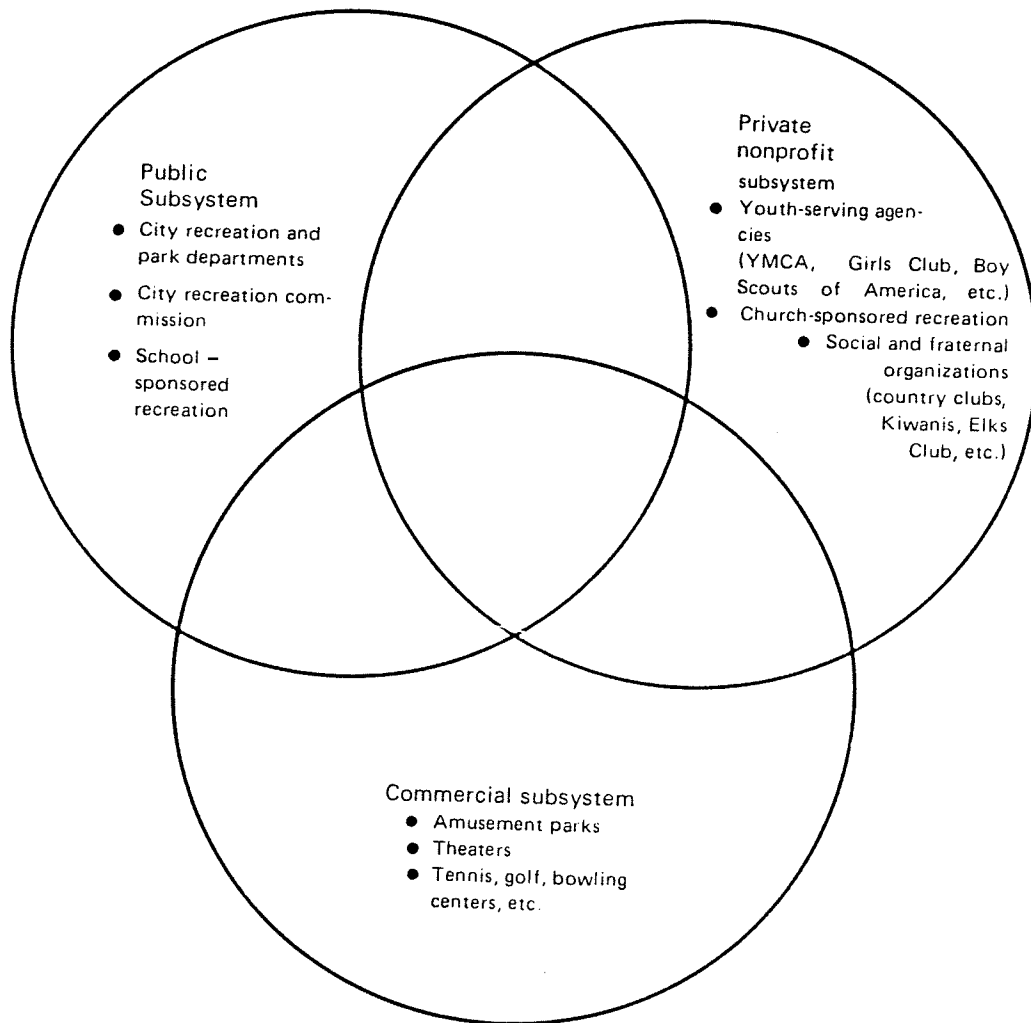 Public
Subsystem
● City recreation and
park departments
● City recreation com-
mission
● School –
sponsored
recreation
Private
nonprofit
subsystem
● Youth-serving agen-
cies
(YMCA, Girls Club, Boy
Scouts of America, etc.)
● Church-sponsored recreation
● Social and fraternal
organizations
(country clubs,
Kiwanis, Elks
Club, etc.)
Commercial subsystem
● Amusement parks
● Theaters
● Tennis, golf, bowling
centers, etc.